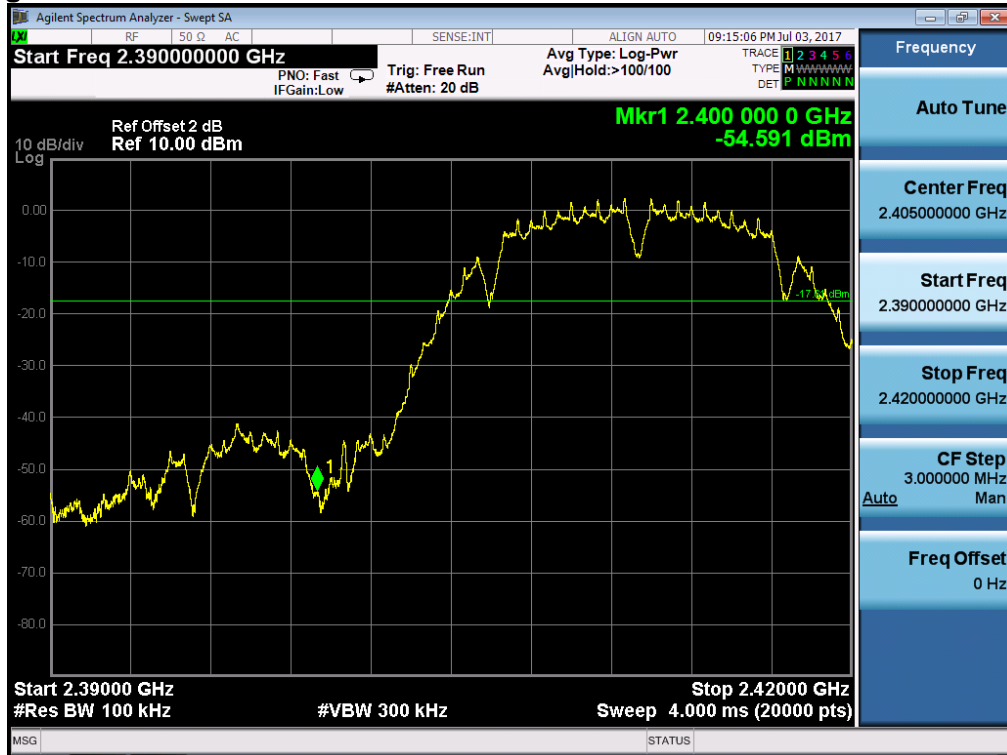 Agilent Spectrum Analyzer - Swept SA
LXI RF 50 Ω AC SENSE:INT ALIGN AUTO 09:15:06 PM Jul 03, 2017
Start Freq 2.390000000 GHz
PNO: Fast
IFGain:Low
Trig: Free Run
#Atten: 20 dB
Avg Type: Log-Pwr
Avg|Hold:>100/100
TRACE 1 2 3 4 5 6
TYPE M WWWWW
DET P N N N N N
Mkr1 2.400 000 0 GHz
-54.591 dBm
Ref Offset 2 dB
10 dB/div Ref 10.00 dBm
Log
0.00
-10.0
-20.0
-30.0
-40.0
-50.0
-60.0
-70.0
-80.0
dBm
1
Start 2.39000 GHz
Stop 2.42000 GHz
#Res BW 100 kHz
#VBW 300 kHz
Sweep 4.000 ms (20000 pts)
MSG
STATUS
Frequency
Auto Tune
Center Freq
2.405000000 GHz
Start Freq
2.390000000 GHz
Stop Freq
2.420000000 GHz
CF Step
3.000000 MHz
Auto Man
Freq Offset
0 Hz